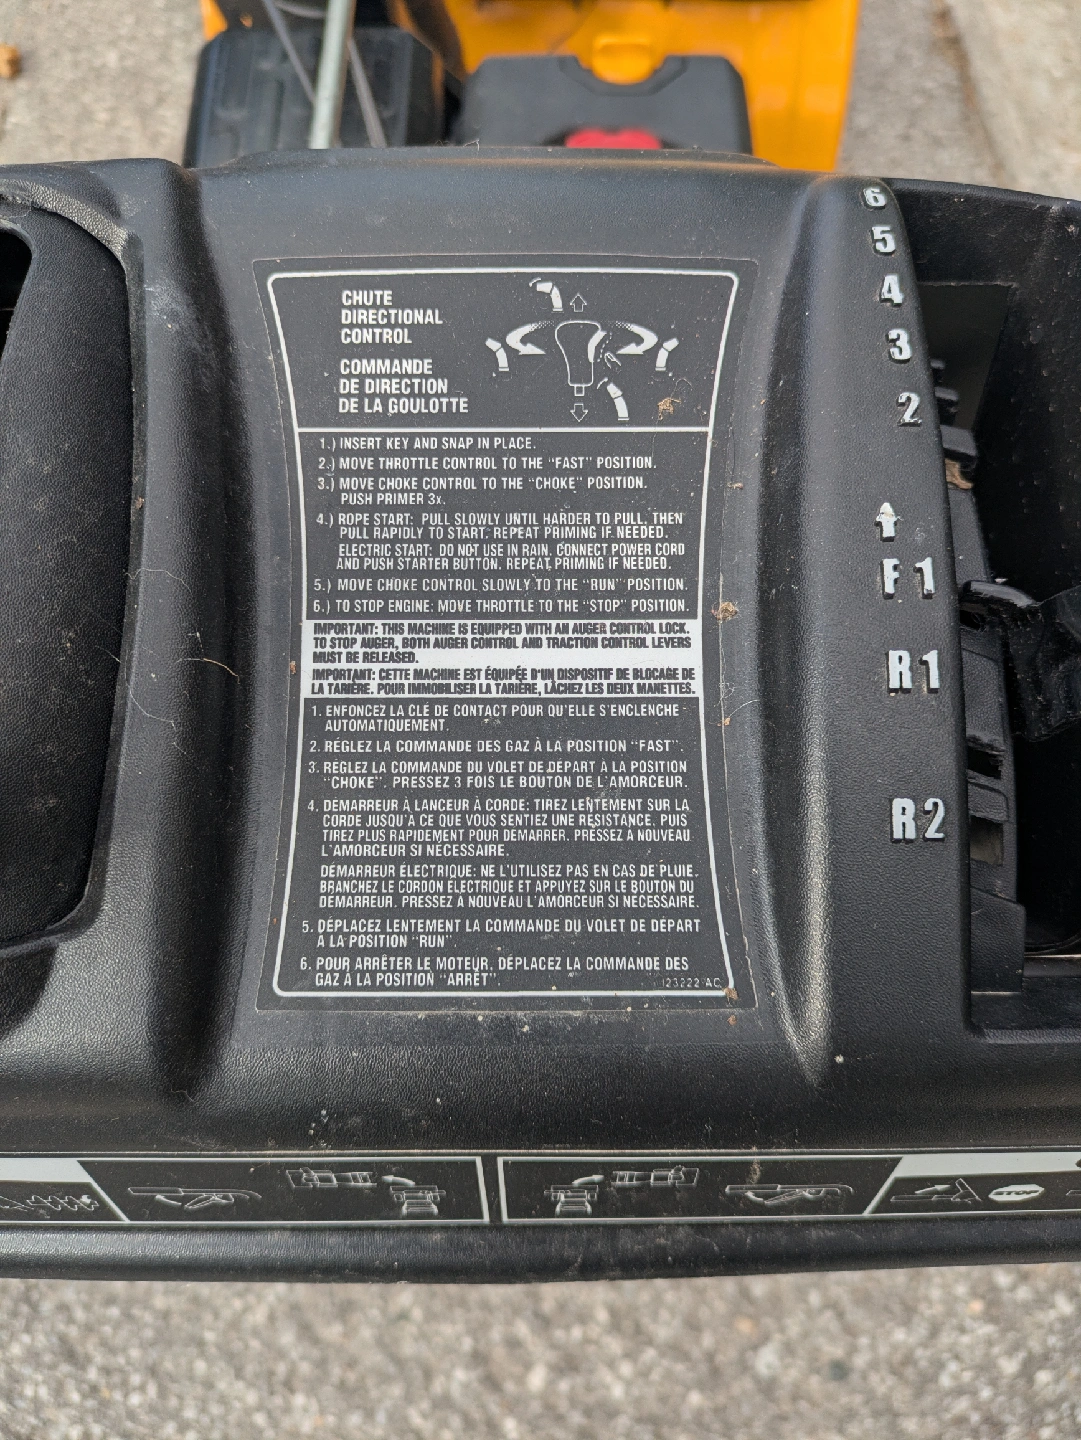 CHUTE
DIRECTIONAL
CONTROL
COMMANDE
DE DIRECTION
DE LA GOULOTTE
1.) INSERT KEY AND SNAP IN PLACE.
2.) MOVE THROTTLE CONTROL TO THE "FAST" POSITION.
3.) MOVE CHOKE CONTROL TO THE "CHOKE" POSITION.
PUSH PRIMER 3x.
4.) ROPE START: PULL SLOWLY UNTIL HARDER TO PULL, THEN
PULL RAPIDLY TO START. REPEAT PRIMING IF NEEDED.
ELECTRIC START: DO NOT USE IN RAIN. CONNECT POWER CORD
AND PUSH STARTER BUTTON. REPEAT PRIMING IF NEEDED.
5.) MOVE CHOKE CONTROL SLOWLY TO THE "RUN" POSITION.
6.) TO STOP ENGINE: MOVE THROTTLE TO THE "STOP" POSITION.
IMPORTANT: THIS MACHINE IS EQUIPPED WITH AN AUGER CONTROL LOCK.
TO STOP AUGER, BOTH AUGER CONTROL AND TRACTION CONTROL LEVERS
MUST BE RELEASED.
IMPORTANT: CETTE MACHINE EST ÉQUIPÉE D'UN DISPOSITIF DE BLOCAGE DE
LA TARIÈRE. POUR IMMOBILISER LA TARIÈRE, LÂCHEZ LES DEUX MANETTES.
1. ENFONCEZ LA CLÉ DE CONTACT POUR QU'ELLE S'ENCLENCHE
AUTOMATIQUEMENT.
2. RÉGLEZ LA COMMANDE DES GAZ À LA POSITION "FAST".
3. RÉGLEZ LA COMMANDE DU VOLET DE DÉPART À LA POSITION
"CHOKE". PRESSEZ 3 FOIS LE BOUTON DE L'AMORCEUR.
4. DÉMARREUR À LANCEUR À CORDE: TIREZ LENTEMENT SUR LA
CORDE JUSQU'À CE QUE VOUS SENTIEZ UNE RÉSISTANCE, PUIS
TIREZ PLUS RAPIDEMENT POUR DÉMARRER. PRESSEZ À NOUVEAU
L'AMORCEUR SI NÉCESSAIRE.
DÉMARREUR ÉLECTRIQUE: NE L'UTILISEZ PAS EN CAS DE PLUIE.
BRANCHEZ LE CORDON ÉLECTRIQUE ET APPUYEZ SUR LE BOUTON DU
DÉMARREUR. PRESSEZ À NOUVEAU L'AMORCEUR SI NÉCESSAIRE.
5. DÉPLACEZ LENTEMENT LA COMMANDE DU VOLET DE DÉPART
À LA POSITION "RUN".
6. POUR ARRÊTER LE MOTEUR, DÉPLACEZ LA COMMANDE DES
GAZ À LA POSITION "ARRÊT".
123222 AC
6
5
4
3
2
F 1
R 1
R 2
STOP